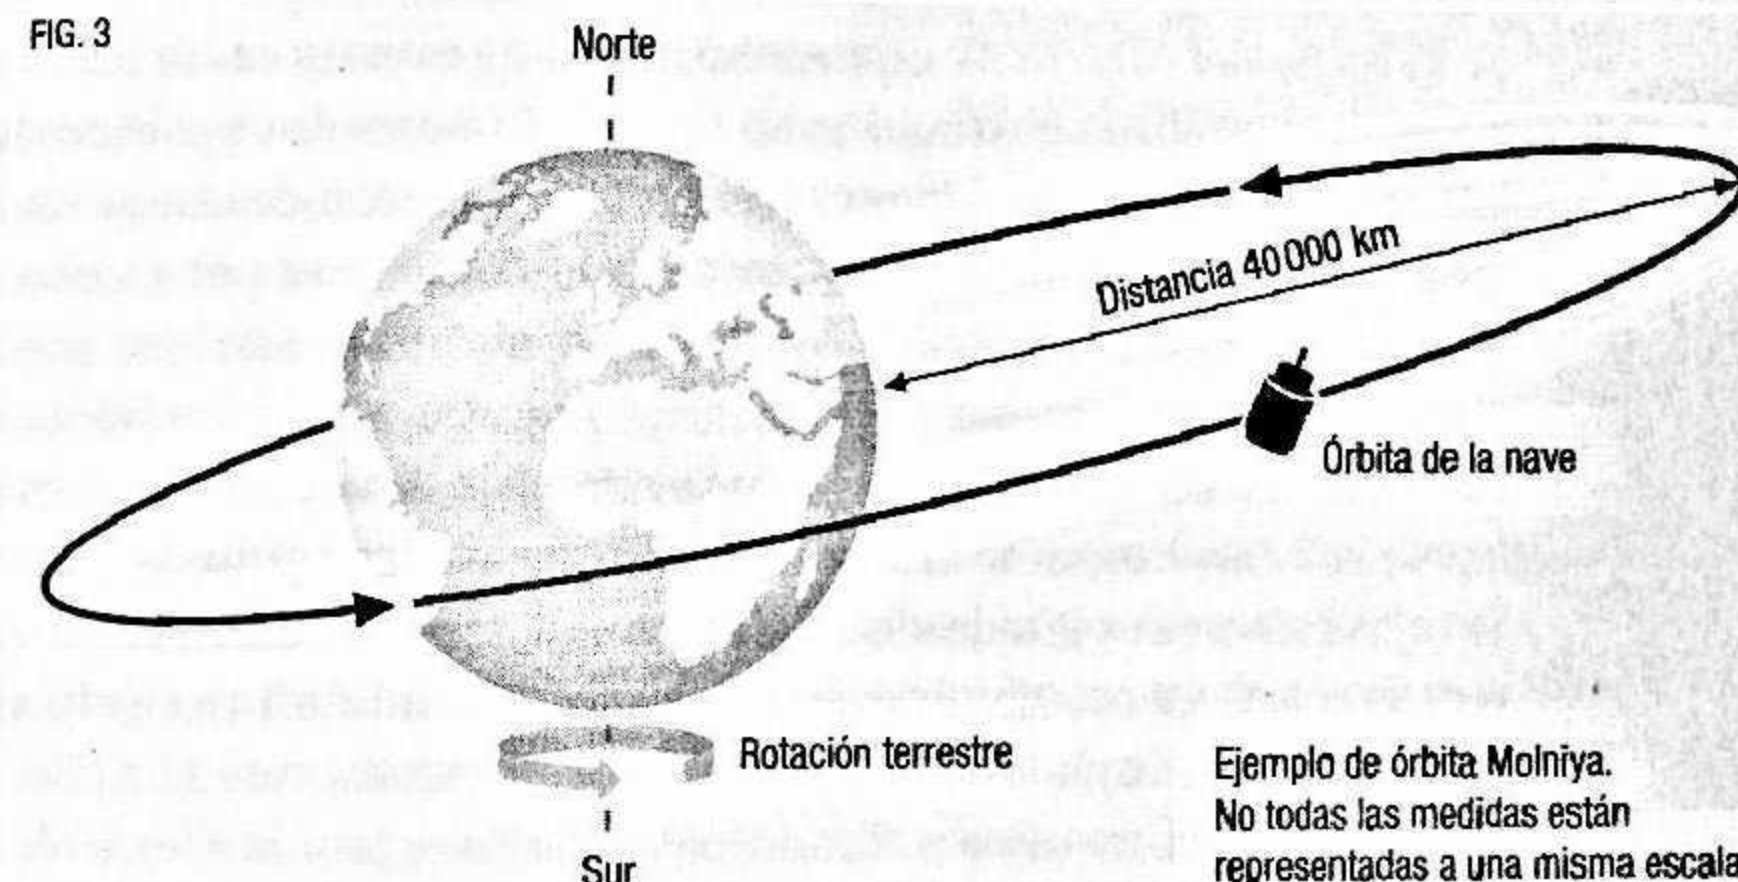 FIG. 3
Norte
Distancia 40 000 km
Órbita de la nave
Rotación terrestre
Sur
Ejemplo de órbita Molniya.
No todas las medidas están
representadas a una misma escala